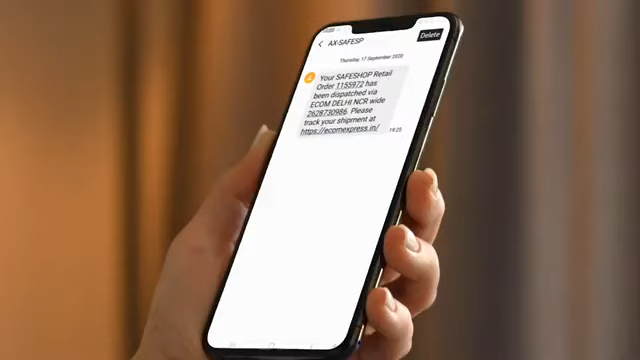 AX-SAFESP
Delete
Thursday, 17 September 2020
Your SAFESHOP Retail
Order 1155972 has
been dispatched via
ECOM DELHI NCR wide
2628730986. Please
track your shipment at
https://ecomexpress.in/
19:25